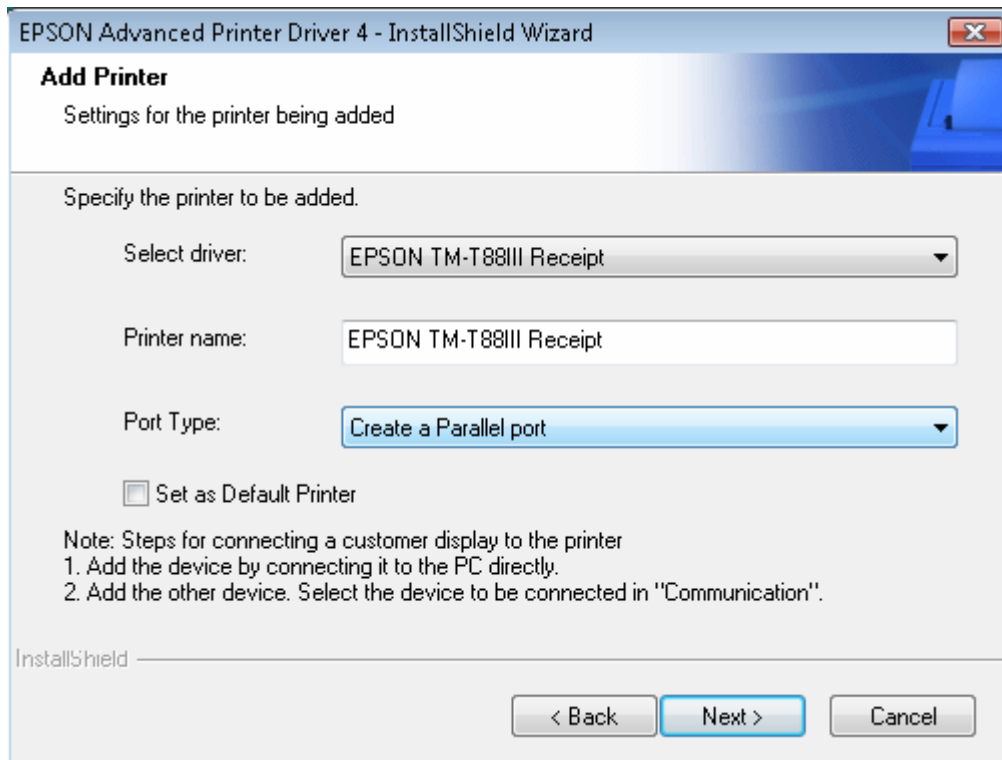 EPSON Advanced Printer Driver 4 - InstallShield Wizard
Add Printer
Settings for the printer being added
Specify the printer to be added.
Select driver: EPSON TM-T88III Receipt
Printer name: EPSON TM-T88III Receipt
Port Type: Create a Parallel port
Set as Default Printer
Note: Steps for connecting a customer display to the printer
1. Add the device by connecting it to the PC directly.
2. Add the other device. Select the device to be connected in "Communication".
InstallShield
< Back Next > Cancel